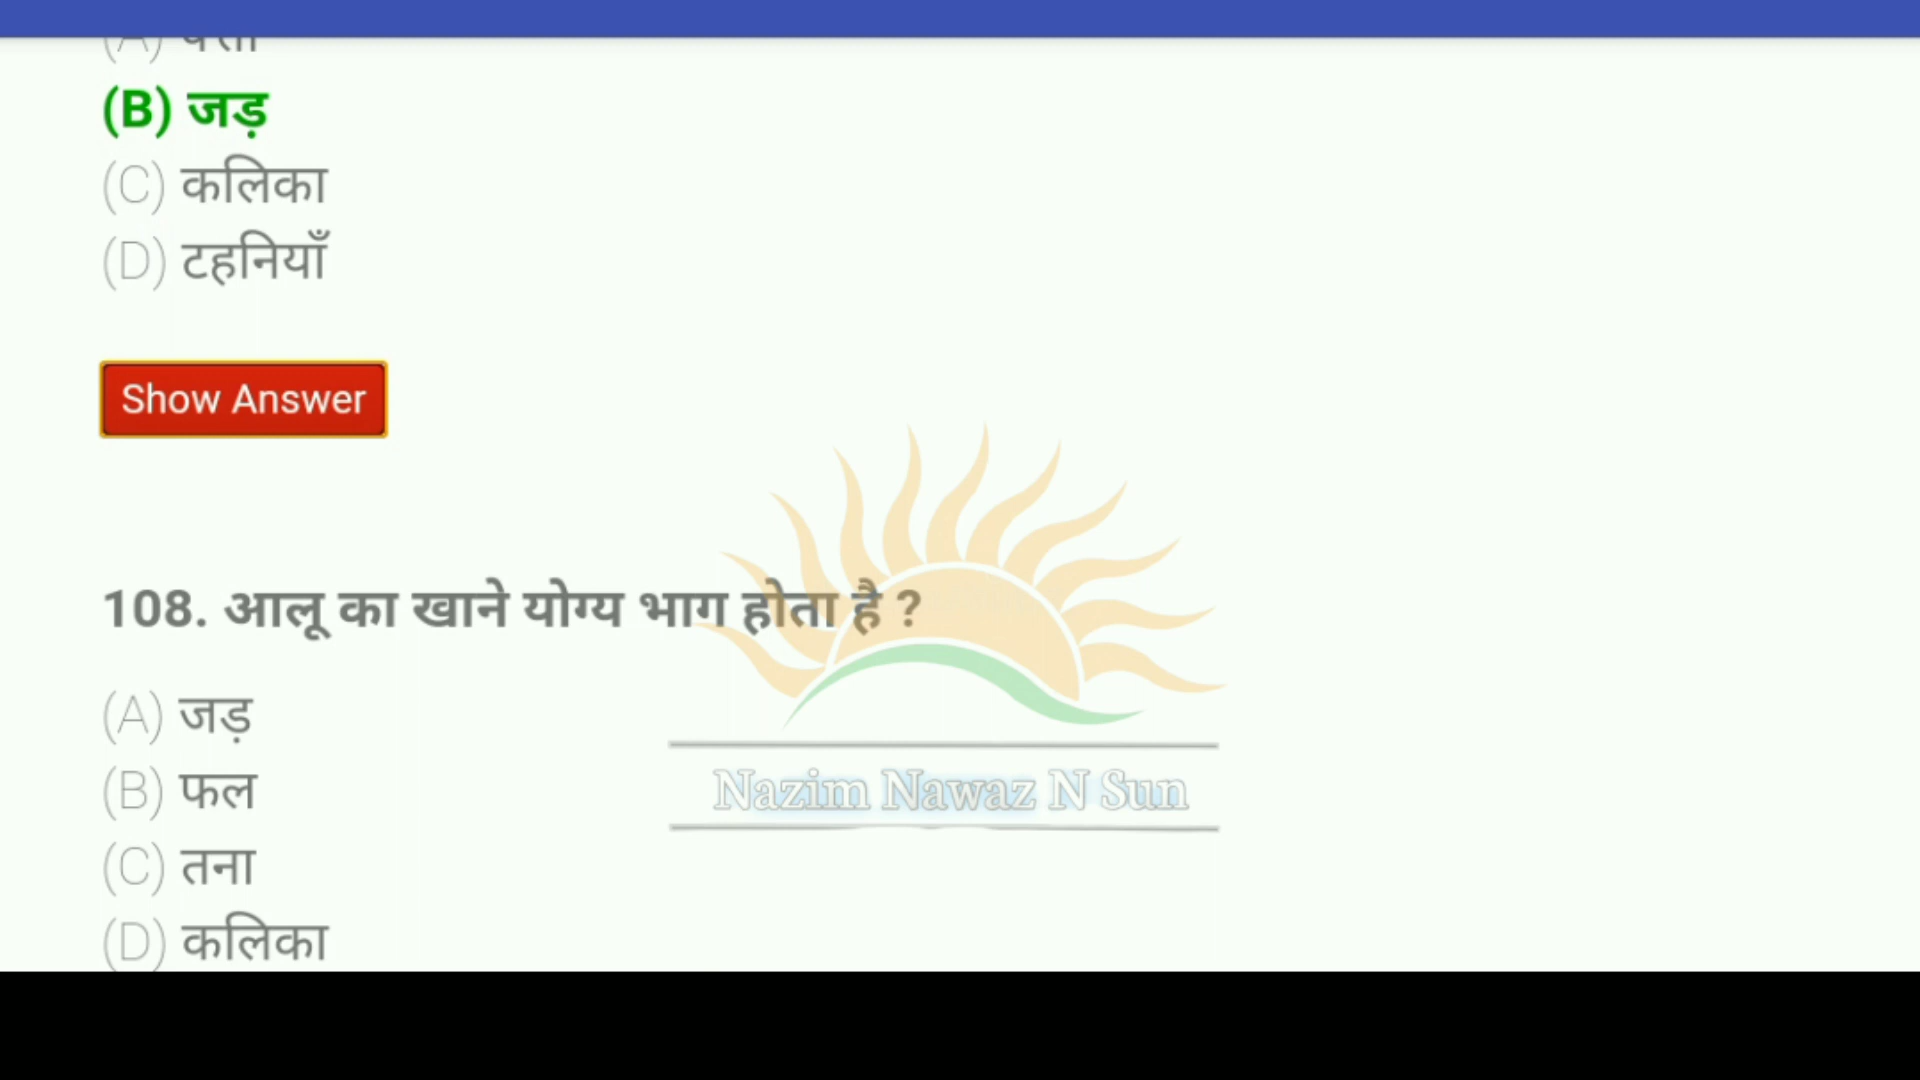 (B) जड़
(C) कलिका
(D) टहनियाँ
Show Answer
108. आलू का खाने योग्य भाग होता है ?
(A) जड़
(B) फल
(C) तना
(D) कलिका
Nazim Nawaz N Sun